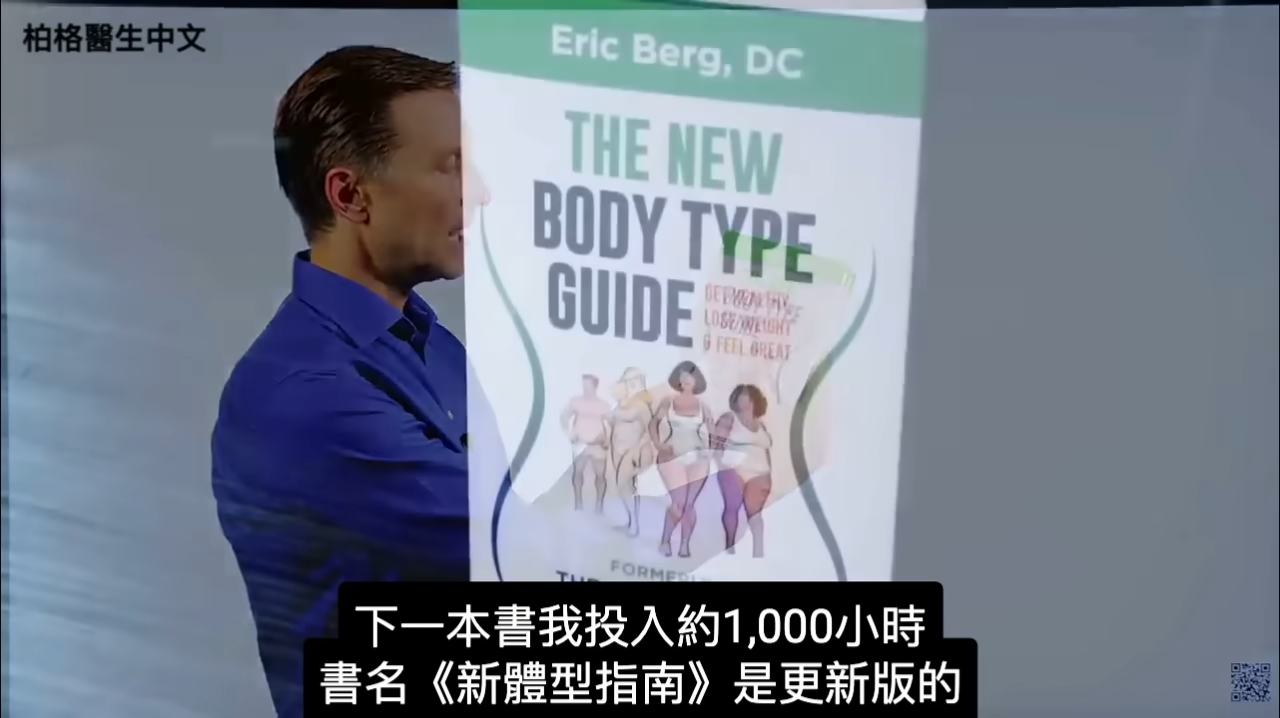 柏格醫生中文
Eric Berg, DC
THE NEW
BODY TYPE
GUIDE
GET HEALTHY
LOSE WEIGHT
& FEEL GREAT
下一本書我投入約1,000小時
書名《新體型指南》是更新版的